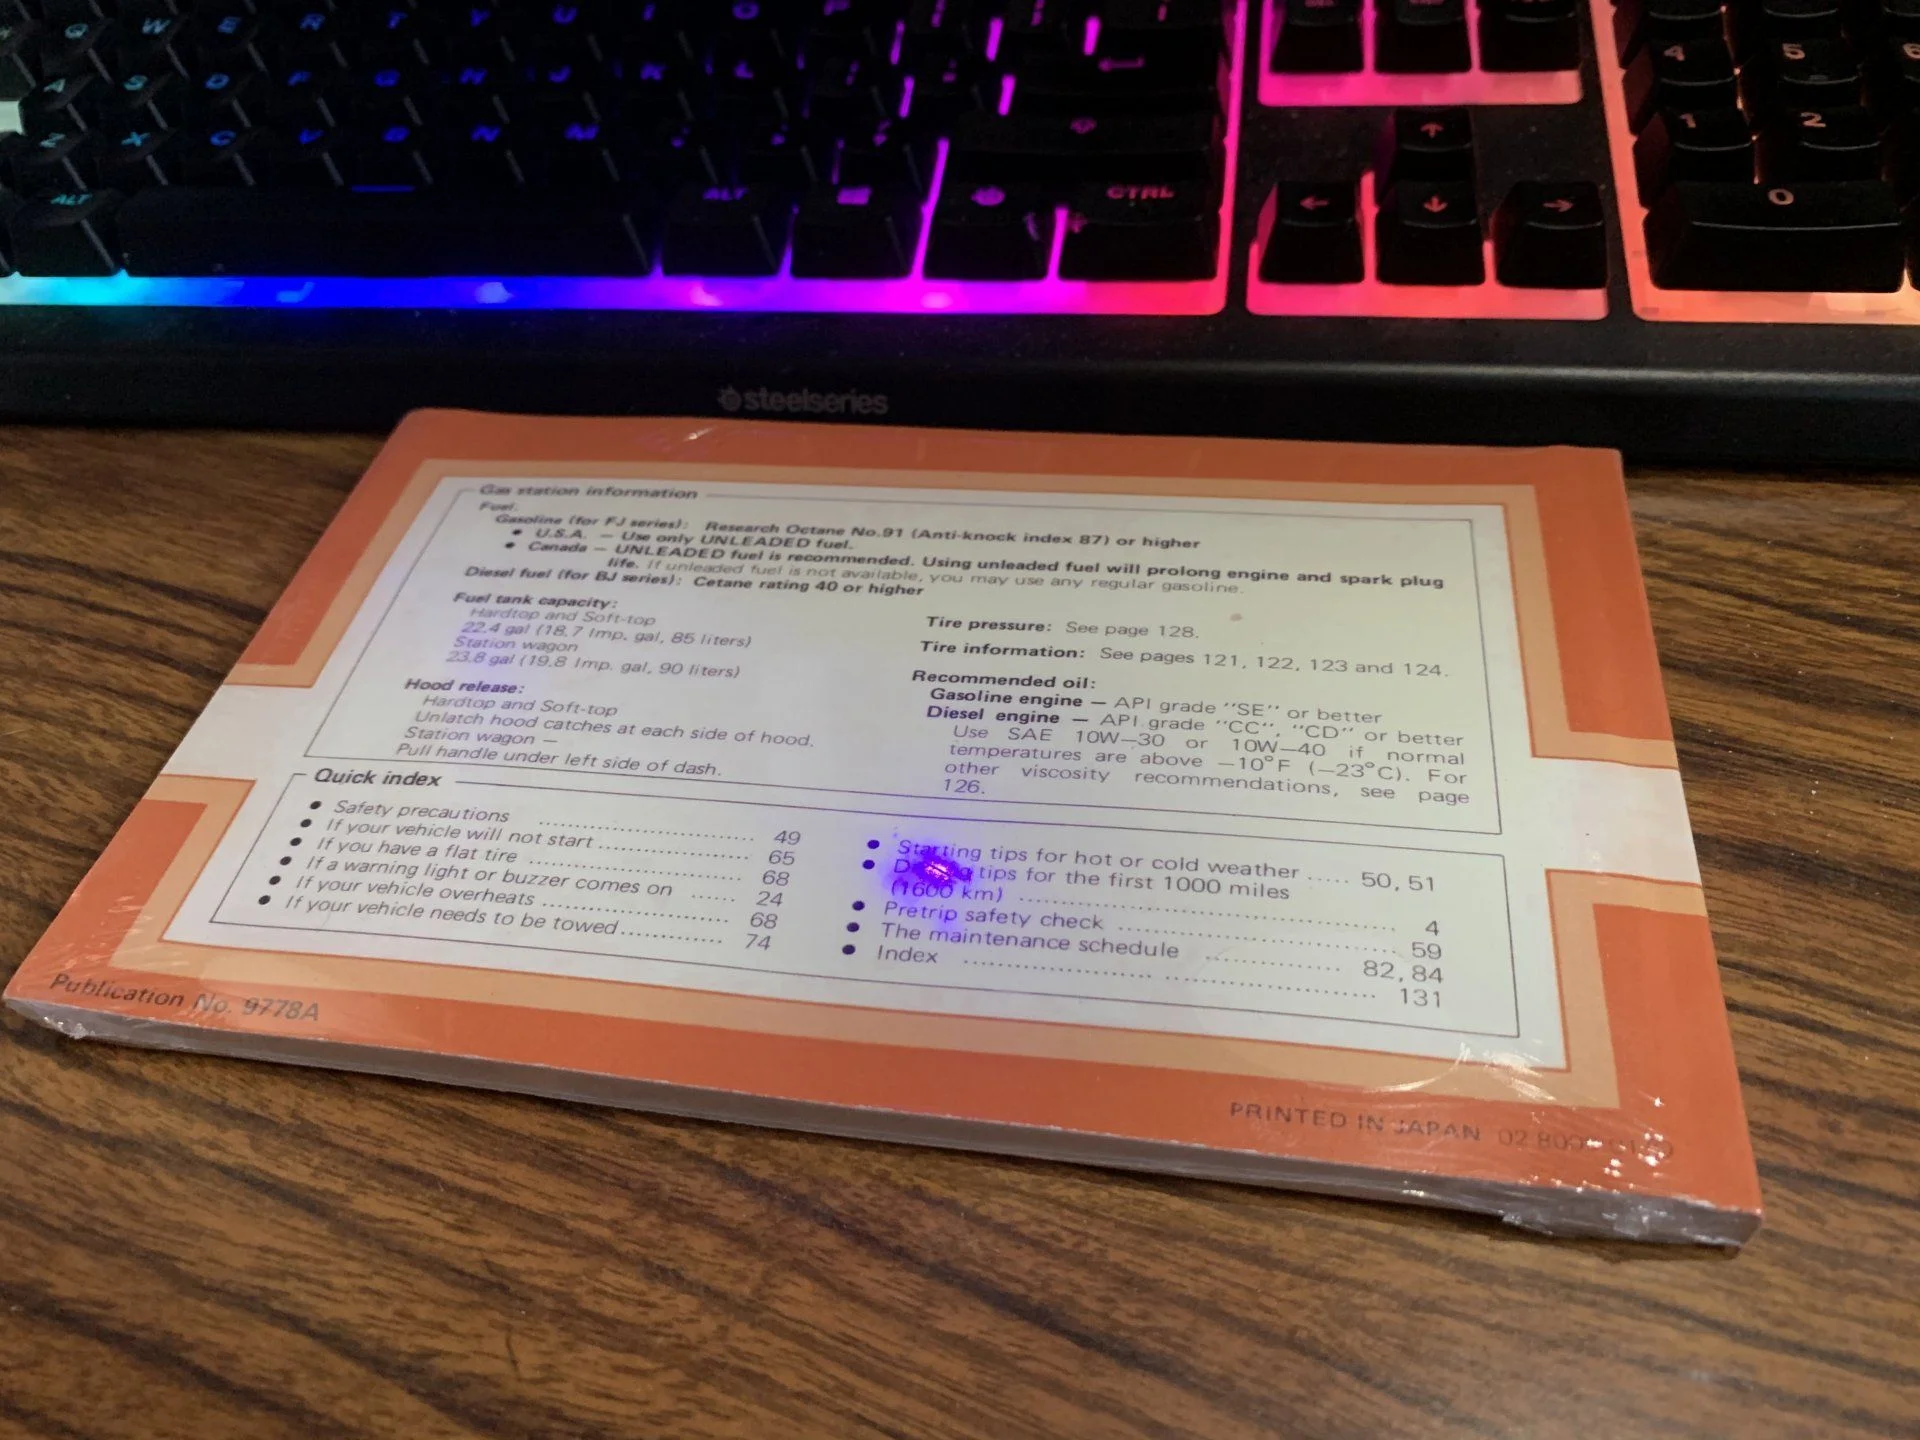 Q W E R T Y U I O P
A S D F G H J K L
Z X C V B N M
ALT ALT CTRL
4 5 6
1 2
0
steelseries
Gas station information
Fuel:
Gasoline (for FJ series): Research Octane No.91 (Anti-knock index 87) or higher
• U.S.A. — Use only UNLEADED fuel.
• Canada — UNLEADED fuel is recommended. Using unleaded fuel will prolong engine and spark plug
life. If unleaded fuel is not available, you may use any regular gasoline.
Diesel fuel (for BJ series): Cetane rating 40 or higher
Fuel tank capacity:
Hardtop and Soft-top
22.4 gal (18.7 Imp. gal, 85 liters)
Station wagon
23.8 gal (19.8 Imp. gal, 90 liters)
Hood release:
Hardtop and Soft-top
Unlatch hood catches at each side of hood.
Station wagon —
Pull handle under left side of dash.
Tire pressure: See page 128.
Tire information: See pages 121, 122, 123 and 124.
Recommended oil:
Gasoline engine — API grade "SE" or better
Diesel engine — API grade "CC", "CD" or better
Use SAE 10W—30 or 10W—40 if normal
temperatures are above —10°F (—23°C). For
other viscosity recommendations, see page
126.
Quick index
• Safety precautions .......... 49
• If your vehicle will not start .......... 65
• If you have a flat tire .......... 68
• If a warning light or buzzer comes on ...... 24
• If your vehicle overheats .......... 68
• If your vehicle needs to be towed .......... 74
• Starting tips for hot or cold weather ..... 50, 51
• tips for the first 1000 miles
(1600 km) .......... 4
• Pretrip safety check .......... 59
• The maintenance schedule .......... 82, 84
• Index .......... 131
Publication No. 9778A
PRINTED IN JAPAN 02